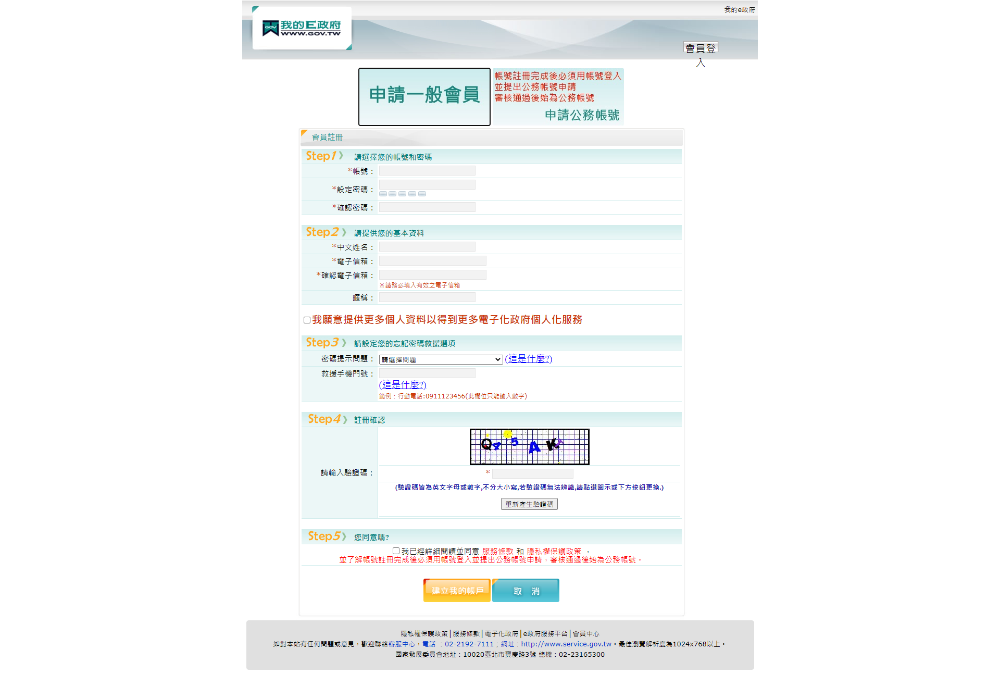 我的e政府
GOV 我的E政府
WWW.GOV.TW
會員登
入
申請一般會員
帳號註冊完成後必須用帳號登入
並提出公務帳號申請
審核通過後始為公務帳號
申請公務帳號
會員註冊
Step1 》 請選擇您的帳號和密碼
*帳號：
*設定密碼：
*確認密碼：
Step2 》 請提供您的基本資料
*中文姓名：
*電子信箱：
*確認電子信箱：
※請務必填入有效之電子信箱
暱稱：
我願意提供更多個人資料以得到更多電子化政府個人化服務
Step3 》 請設定您的忘記密碼救援選項
密碼提示問題： 請選擇問題 (這是什麼?)
救援手機門號：
(這是什麼?)
範例：行動電話:0911123456(此欄位只能輸入數字)
Step4 》 註冊確認
請輸入驗證碼：
*
(驗證碼皆為英文字母或數字,不分大小寫,若驗證碼無法辨識,請點選圖示或下方按鈕更換.)
重新產生驗證碼
Step5 》 您同意嗎?
我已經詳細閱讀並同意 服務條款 和 隱私權保護政策 ，
並了解帳號註冊完成後必須用帳號登入並提出公務帳號申請，審核通過後始為公務帳號。
建立我的帳戶 取 消
隱私權保護政策│服務條款│電子化政府│e政府服務平台│會員中心
如對本站有任何問題或意見，歡迎聯絡客服中心，電話 ：02-2192-7111；網址：http://www.service.gov.tw。最佳瀏覽解析度為1024x768以上。
國家發展委員會地址：10020臺北市寶慶路3號 總機：02-23165300